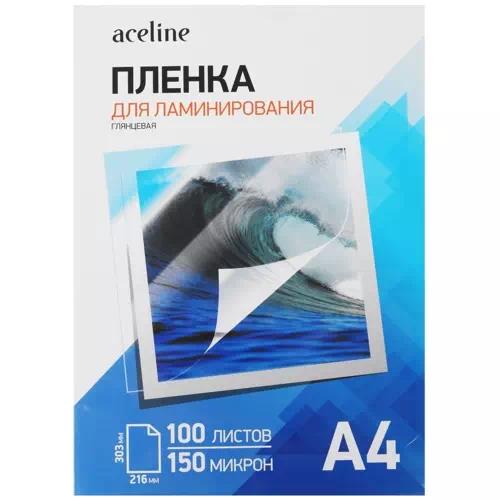 aceline
ПЛЕНКА
ДЛЯ ЛАМИНИРОВАНИЯ
ГЛЯНЦЕВАЯ
303 мм
216 мм
100 ЛИСТОВ
150 МИКРОН
A4